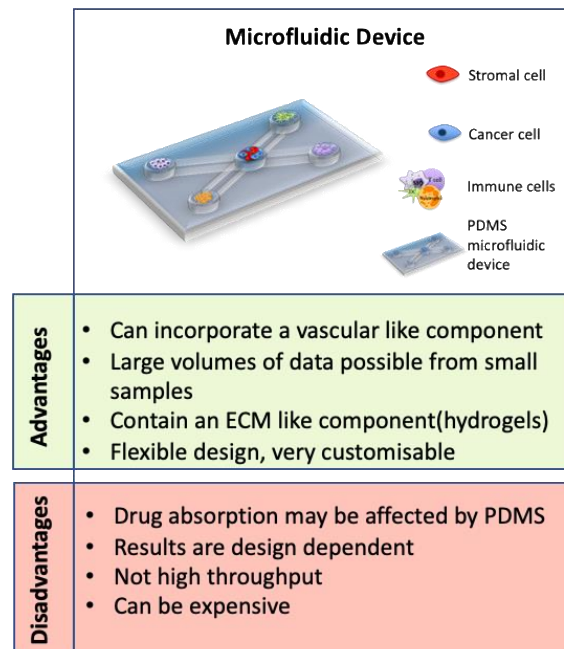 Microfluidic Device
Stromal cell
Cancer cell
Immune cells
PDMS
microfluidic
device
Advantages
• Can incorporate a vascular like component
• Large volumes of data possible from small
samples
• Contain an ECM like component(hydrogels)
• Flexible design, very customisable
Disadvantages
• Drug absorption may be affected by PDMS
• Results are design dependent
• Not high throughput
• Can be expensive